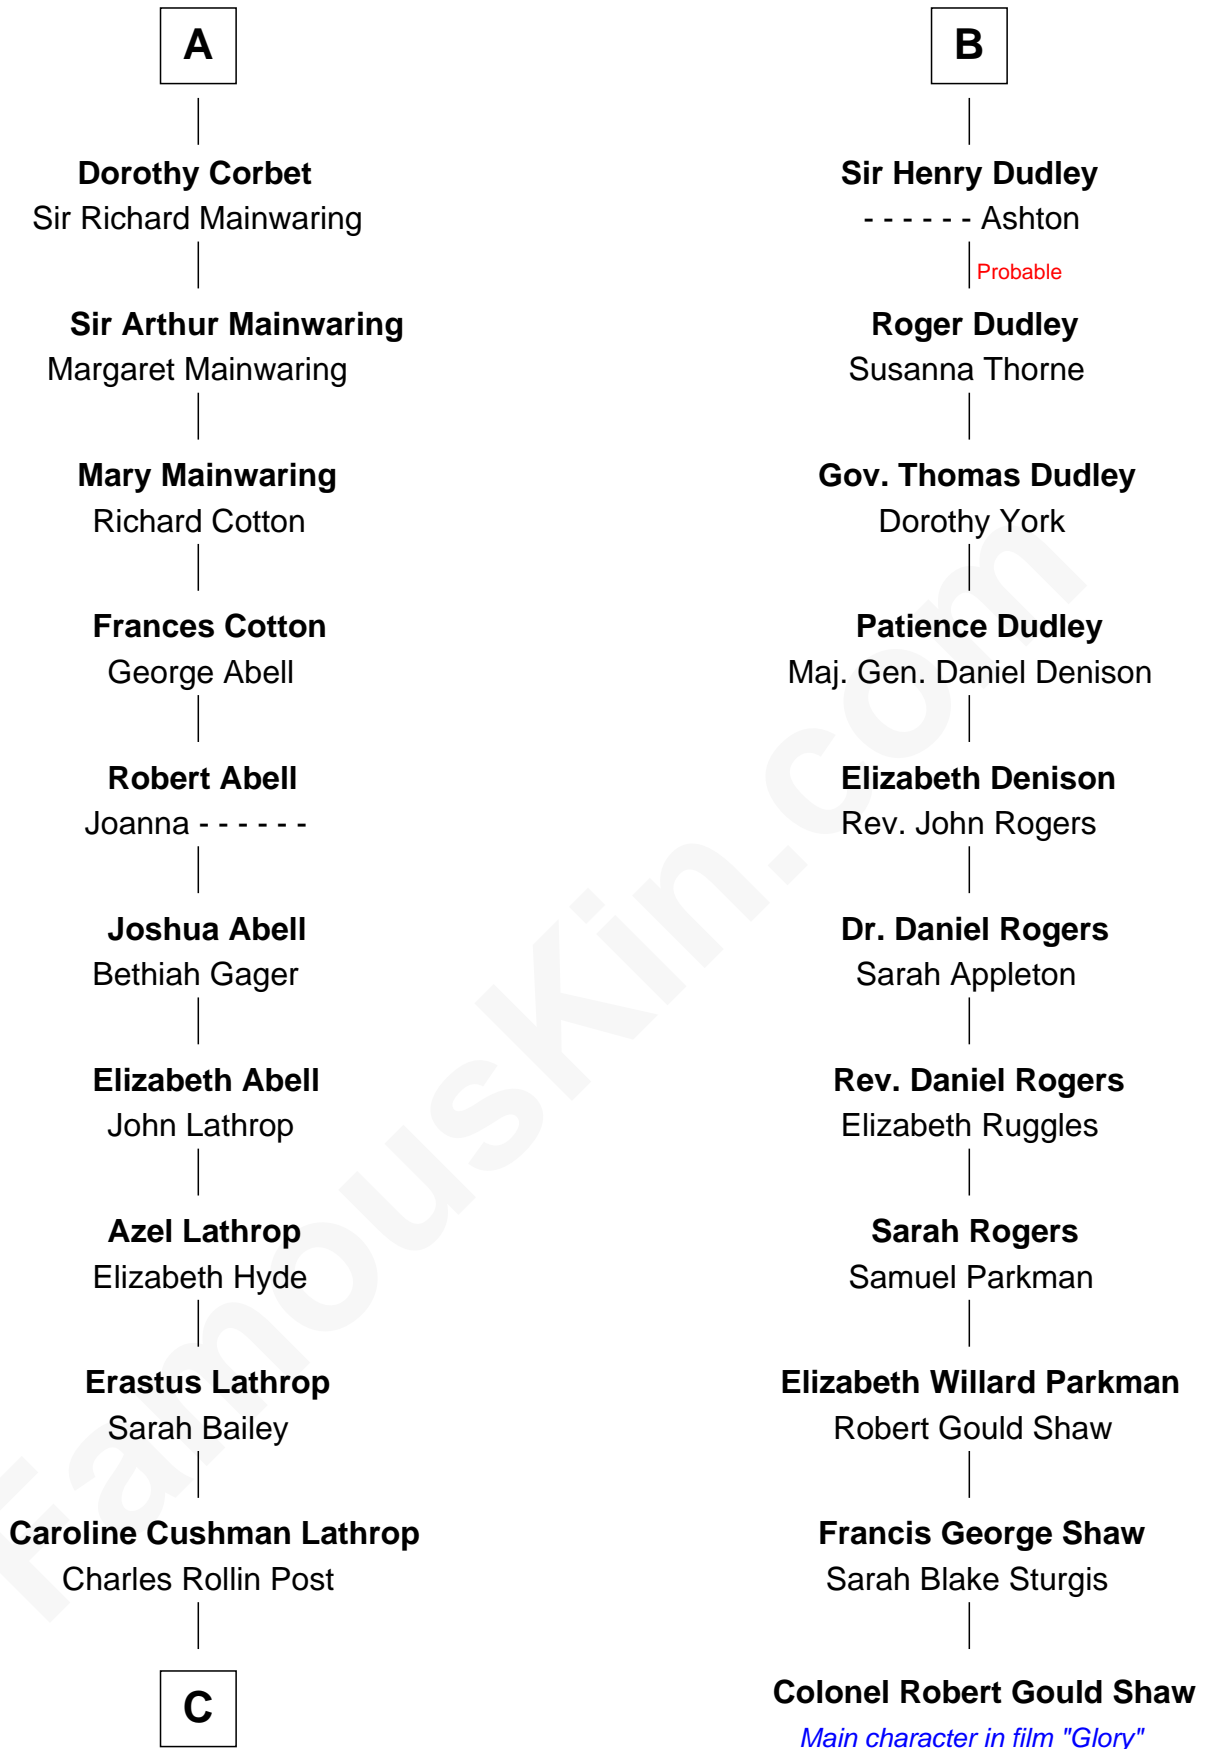 A
Dorothy Corbet
Sir Richard Mainwaring
Sir Arthur Mainwaring
Margaret Mainwaring
Mary Mainwaring
Richard Cotton
Frances Cotton
George Abell
Robert Abell
Joanna - - - - - -
Joshua Abell
Bethiah Gager
Elizabeth Abell
John Lathrop
Azel Lathrop
Elizabeth Hyde
Erastus Lathrop
Sarah Bailey
Caroline Cushman Lathrop
Charles Rollin Post
C
B
Sir Henry Dudley
- - - - - - Ashton
Probable
Roger Dudley
Susanna Thorne
Gov. Thomas Dudley
Dorothy York
Patience Dudley
Maj. Gen. Daniel Denison
Elizabeth Denison
Rev. John Rogers
Dr. Daniel Rogers
Sarah Appleton
Rev. Daniel Rogers
Elizabeth Ruggles
Sarah Rogers
Samuel Parkman
Elizabeth Willard Parkman
Robert Gould Shaw
Francis George Shaw
Sarah Blake Sturgis
Colonel Robert Gould Shaw
Main character in film "Glory"
FamousKin.com